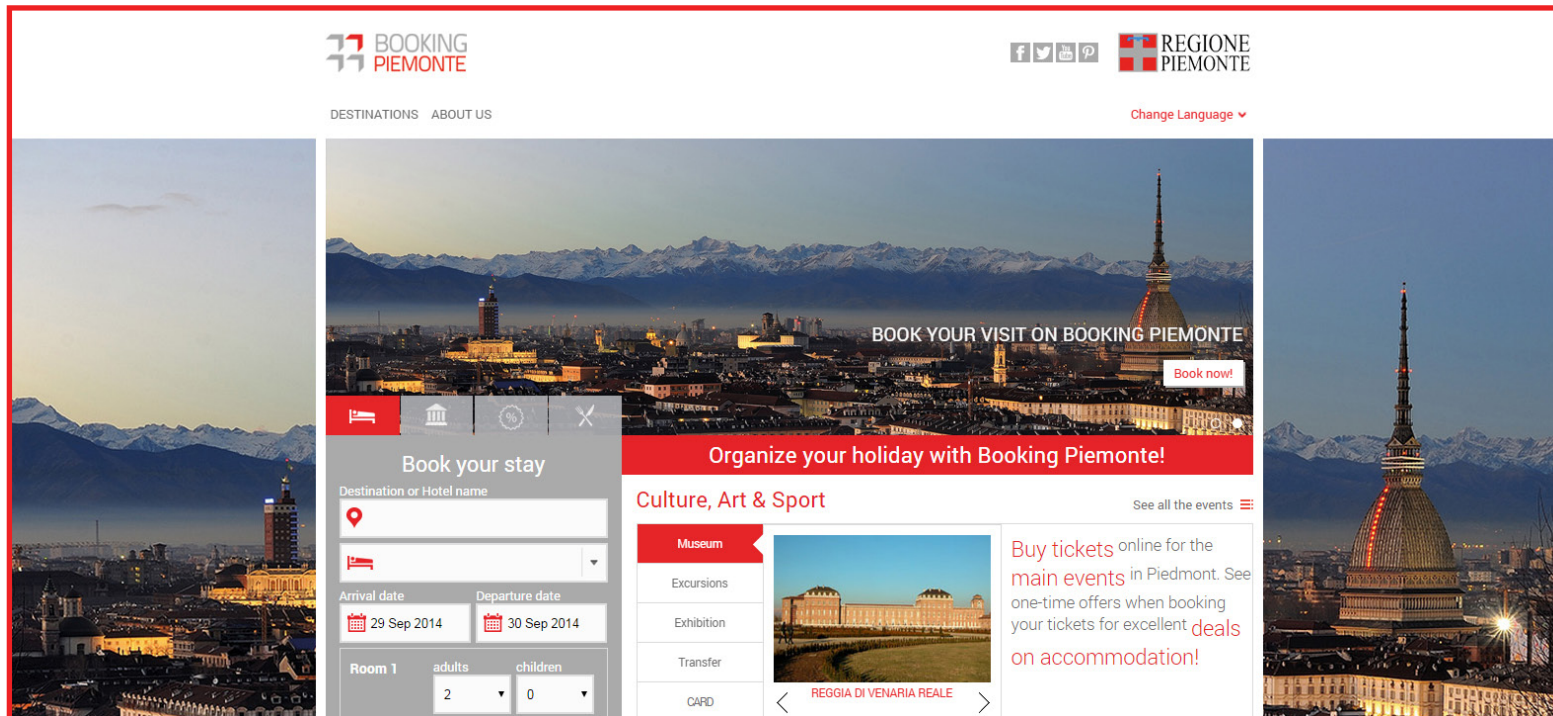 BOOKING
PIEMONTE
f You Tube
REGIONE
PIEMONTE
DESTINATIONS ABOUT US
Change Language
BOOK YOUR VISIT ON BOOKING PIEMONTE
Book now!
%
Organize your holiday with Booking Piemonte!
Book your stay
Destination or Hotel name
Arrival date Departure date
29 Sep 2014 30 Sep 2014
Room 1 adults children
2 0
Culture, Art & Sport
See all the events
Museum
Excursions
Exhibition
Transfer
CARD
REGGIA DI VENARIA REALE
Buy tickets online for the
main events in Piedmont. See
one-time offers when booking
your tickets for excellent deals
on accommodation!